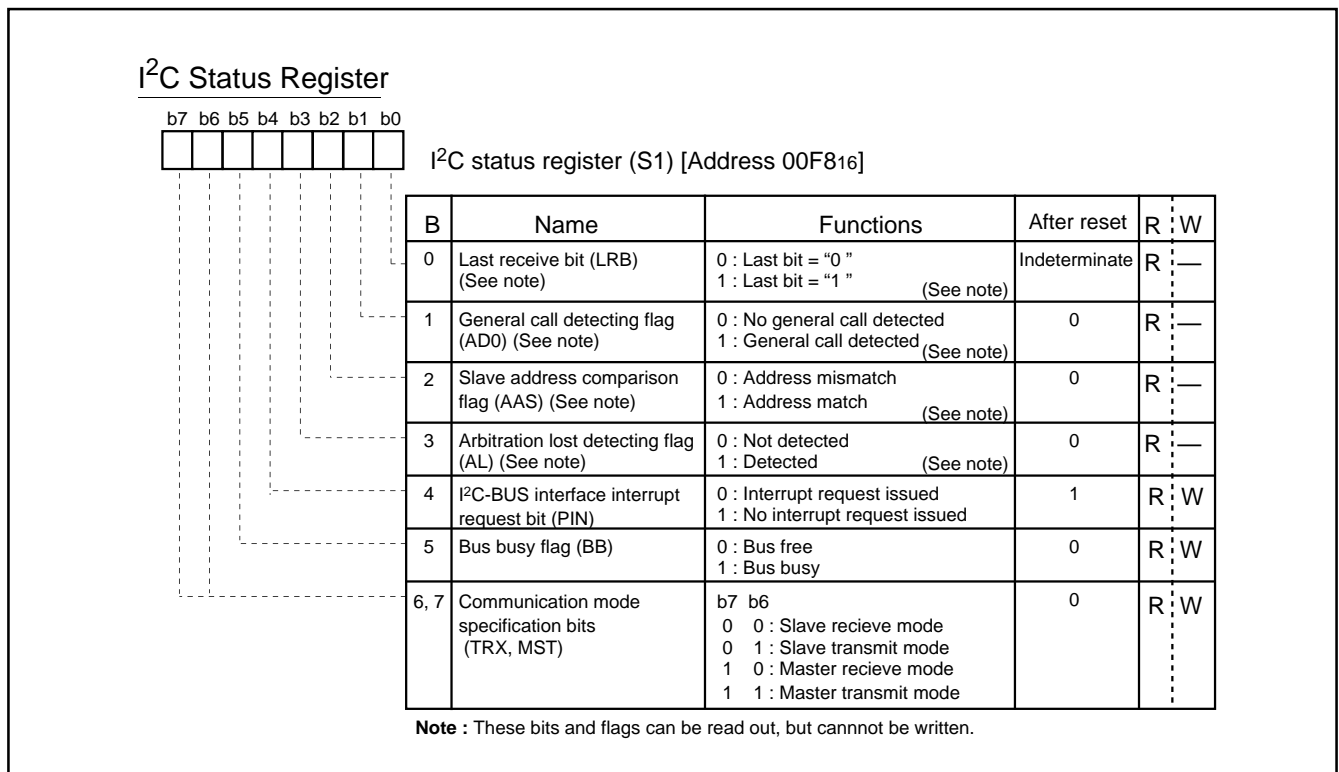 I2C Status Register
b7 b6 b5 b4 b3 b2 b1 b0
I2C status register (S1) [Address 00F816]
B Name Functions After reset R W
0 Last receive bit (LRB) 0 : Last bit = “0 ” Indeterminate R —
(See note) 1 : Last bit = “1 ” (See note)
1 General call detecting flag 0 : No general call detected 0 R —
(AD0) (See note) 1 : General call detected (See note)
2 Slave address comparison 0 : Address mismatch 0 R —
flag (AAS) (See note) 1 : Address match (See note)
3 Arbitration lost detecting flag 0 : Not detected 0 R —
(AL) (See note) 1 : Detected (See note)
4 I2C-BUS interface interrupt 0 : Interrupt request issued 1 R W
request bit (PIN) 1 : No interrupt request issued
5 Bus busy flag (BB) 0 : Bus free 0 R W
1 : Bus busy
6, 7 Communication mode b7 b6 0 R W
specification bits 0 0 : Slave recieve mode
(TRX, MST) 0 1 : Slave transmit mode
1 0 : Master recieve mode
1 1 : Master transmit mode
Note : These bits and flags can be read out, but cannnot be written.